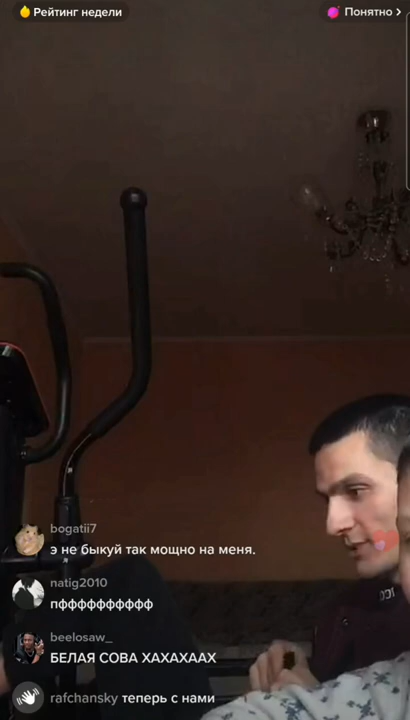 Рейтинг недели
Понятно >
bogatii7
э не быкуй так мощно на меня.
natig2010
пффффффффф
beelosaw_
БЕЛАЯ СОВА ХАХАХААХ
rafchansky теперь с нами